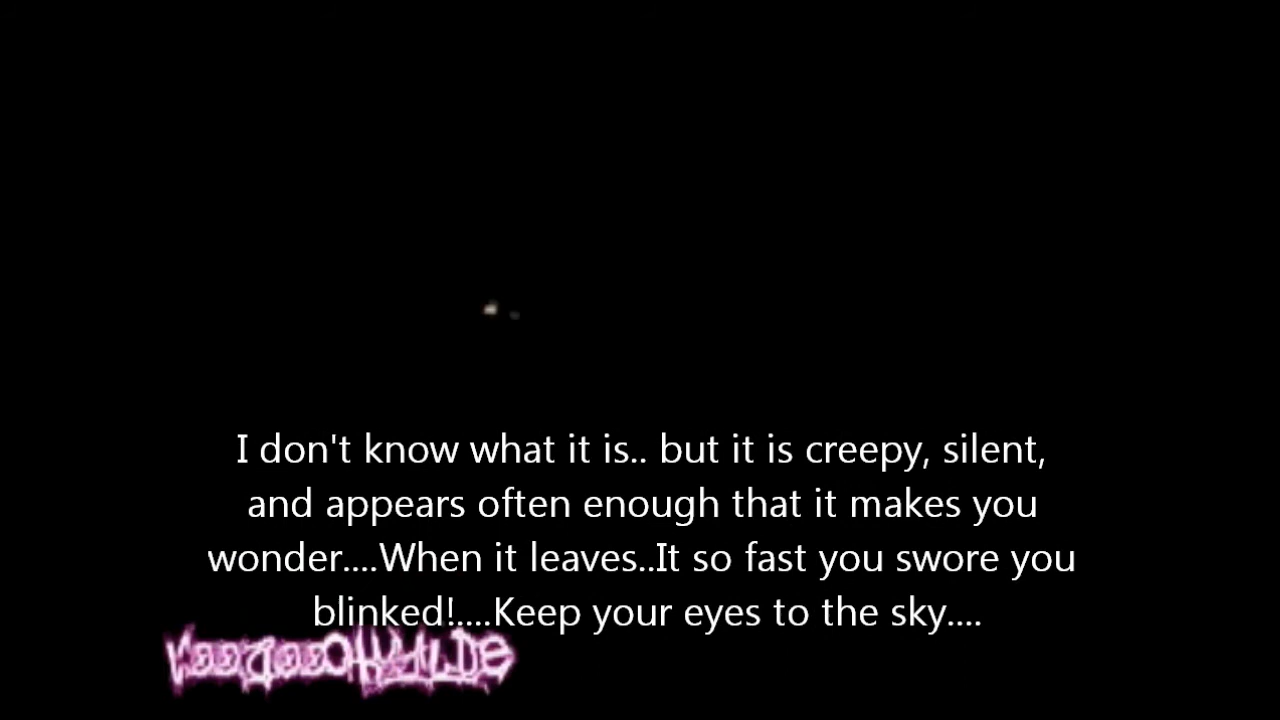 I don't know what it is.. but it is creepy, silent,
and appears often enough that it makes you
wonder....When it leaves..It so fast you swore you
blinked!....Keep your eyes to the sky....